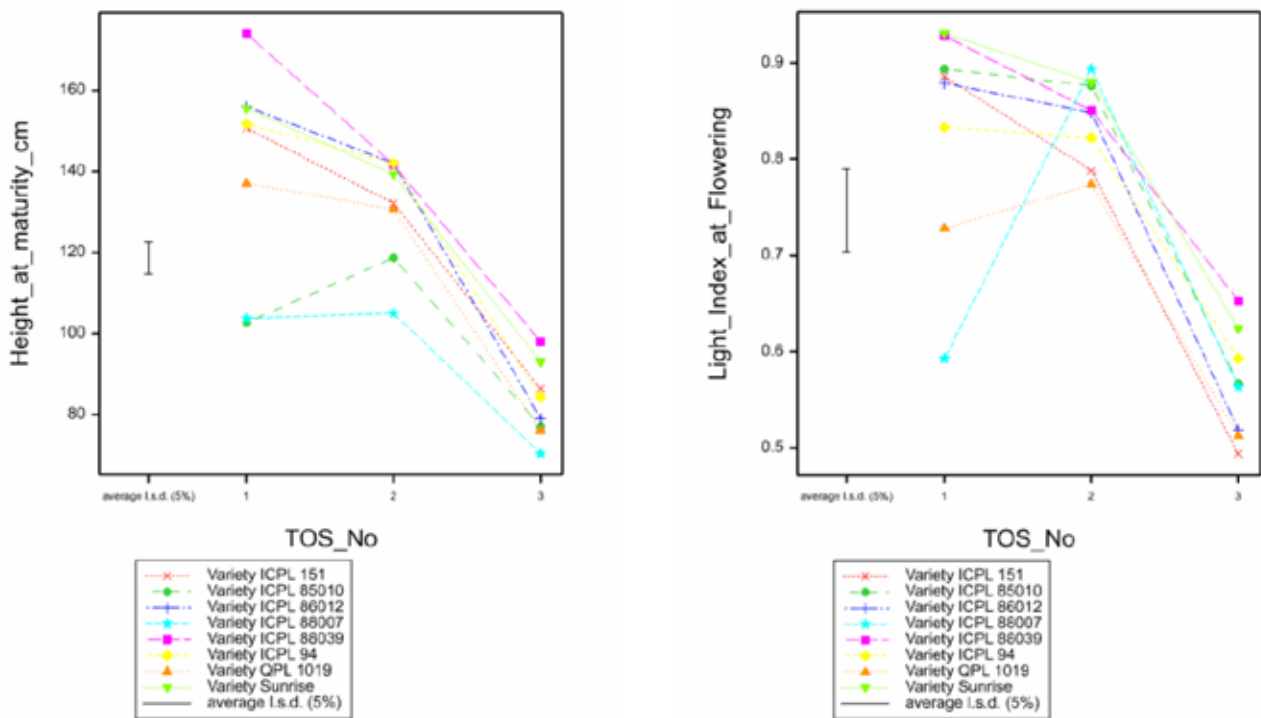 Height_at_maturity_cm
160
140
120
100
80
average l.s.d. (5%)
1
2
3
TOS_No
Variety ICPL 151
Variety ICPL 85010
Variety ICPL 86012
Variety ICPL 88007
Variety ICPL 88039
Variety ICPL 94
Variety QPL 1019
Variety Sunrise
average l.s.d. (5%)
Light_Index_at_Flowering
0.9
0.8
0.7
0.6
0.5
average l.s.d. (5%)
1
2
3
TOS_No
Variety ICPL 151
Variety ICPL 85010
Variety ICPL 86012
Variety ICPL 88007
Variety ICPL 88039
Variety ICPL 94
Variety QPL 1019
Variety Sunrise
average l.s.d. (5%)